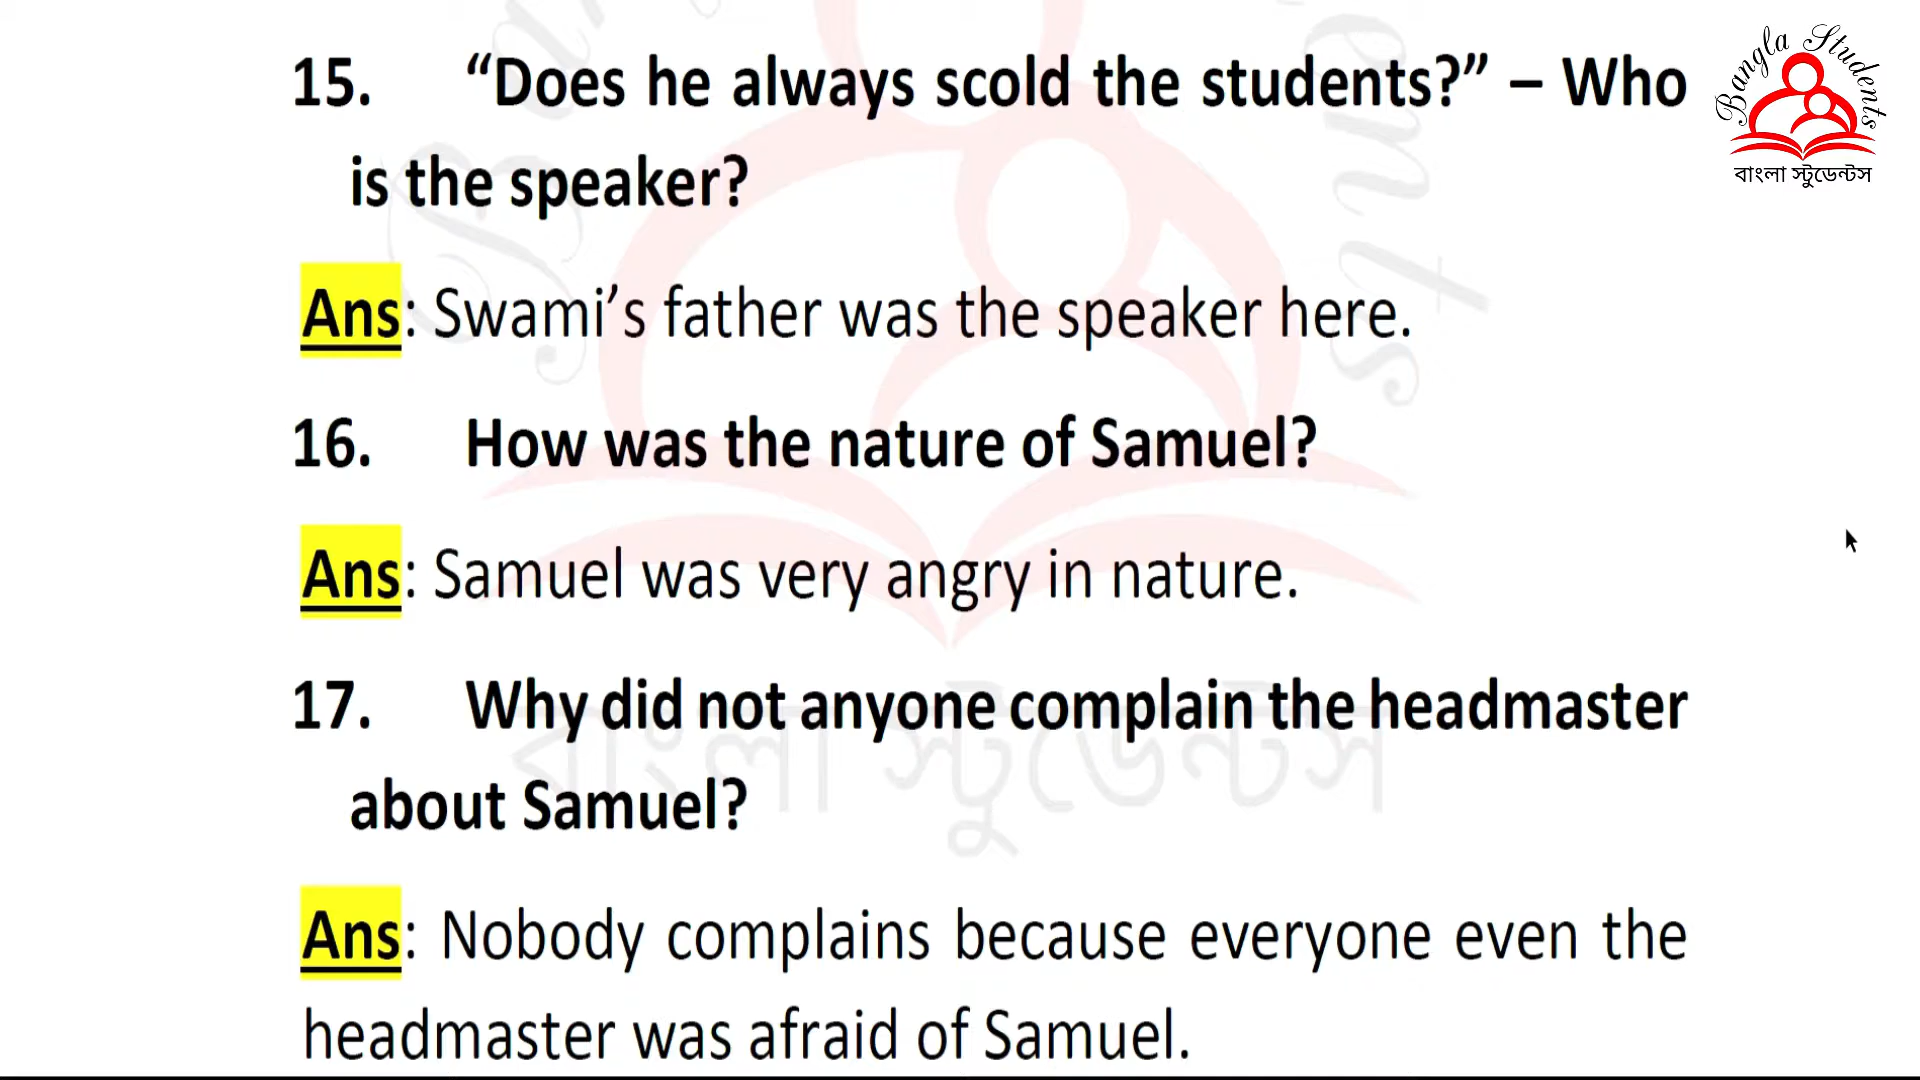 Bangla Students
বাংলা স্টুডেন্টস
15. “Does he always scold the students?” – Who
is the speaker?
Ans: Swami’s father was the speaker here.
16. How was the nature of Samuel?
Ans: Samuel was very angry in nature.
17. Why did not anyone complain the headmaster
about Samuel?
Ans: Nobody complains because everyone even the
headmaster was afraid of Samuel.
বাংলা স্টুডেন্টস